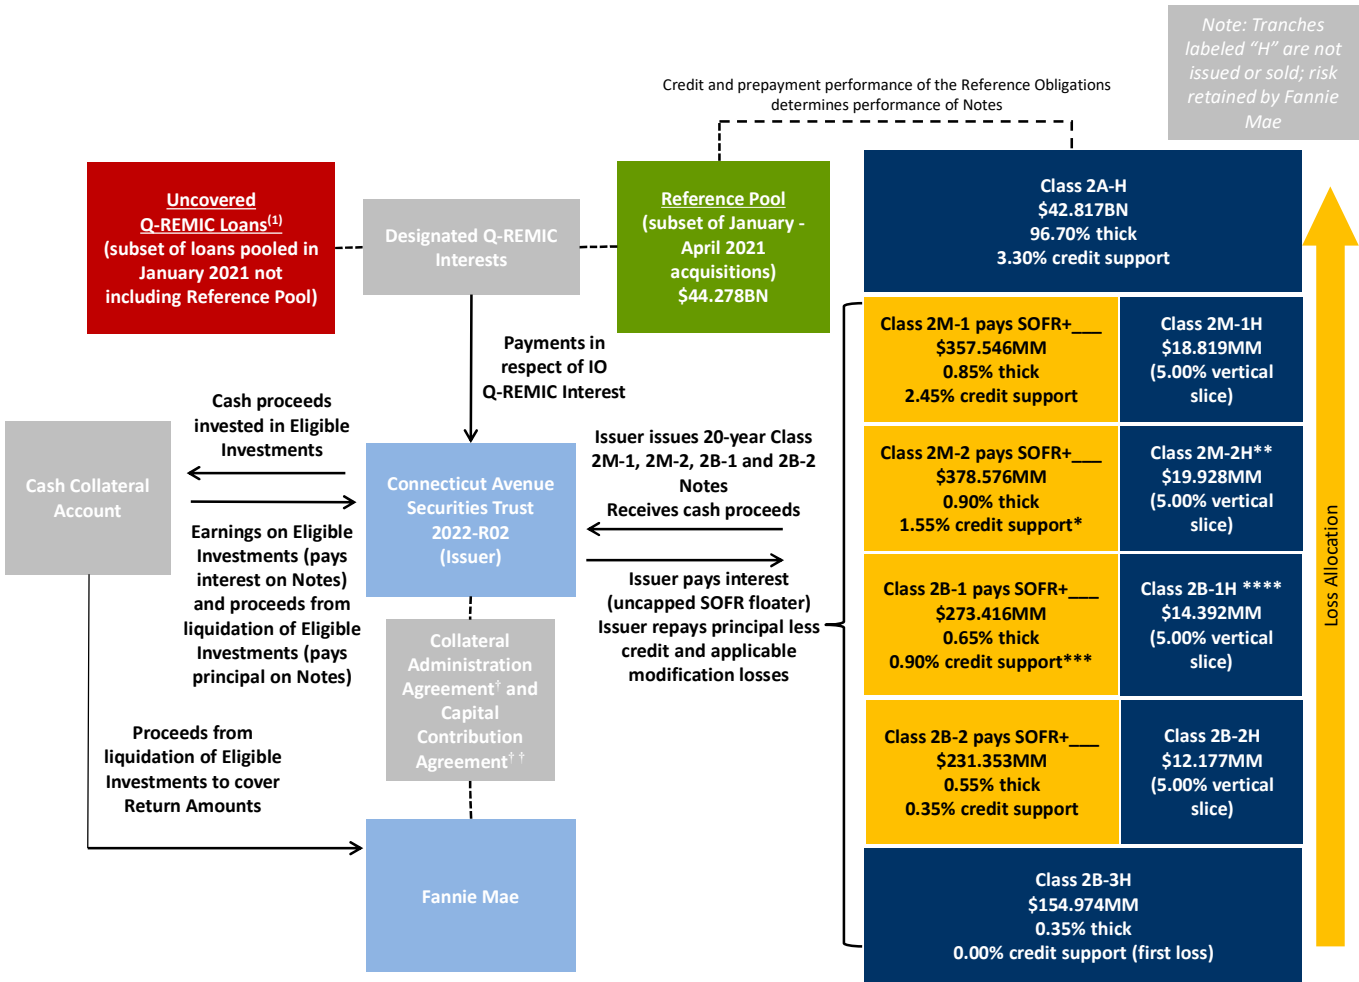 Note: Tranches
labeled “H” are not
issued or sold; risk
retained by Fannie
Mae
Credit and prepayment performance of the Reference Obligations
determines performance of Notes
Uncovered
Q-REMIC Loans(1)
(subset of loans pooled in
January 2021 not
including Reference Pool)
Designated Q-REMIC
Interests
Reference Pool
(subset of January -
April 2021
acquisitions)
$44.278BN
Class 2A-H
$42.817BN
96.70% thick
3.30% credit support
Payments in
respect of IO
Q-REMIC Interest
Class 2M-1 pays SOFR+___
$357.546MM
0.85% thick
2.45% credit support
Class 2M-1H
$18.819MM
(5.00% vertical
slice)
Cash proceeds
invested in Eligible
Investments
Cash Collateral
Account
Earnings on Eligible
Investments (pays
interest on Notes)
and proceeds from
liquidation of Eligible
Investments (pays
principal on Notes)
Connecticut Avenue
Securities Trust
2022-R02
(Issuer)
Issuer issues 20-year Class
2M-1, 2M-2, 2B-1 and 2B-2
Notes
Receives cash proceeds
Issuer pays interest
(uncapped SOFR floater)
Issuer repays principal less
credit and applicable
modification losses
Class 2M-2 pays SOFR+___
$378.576MM
0.90% thick
1.55% credit support*
Class 2M-2H**
$19.928MM
(5.00% vertical
slice)
Class 2B-1 pays SOFR+___
$273.416MM
0.65% thick
0.90% credit support***
Class 2B-1H ****
$14.392MM
(5.00% vertical
slice)
Loss Allocation
Collateral
Administration
Agreement† and
Capital
Contribution
Agreement† †
Proceeds from
liquidation of Eligible
Investments to cover
Return Amounts
Class 2B-2 pays SOFR+___
$231.353MM
0.55% thick
0.35% credit support
Class 2B-2H
$12.177MM
(5.00% vertical
slice)
Fannie Mae
Class 2B-3H
$154.974MM
0.35% thick
0.00% credit support (first loss)